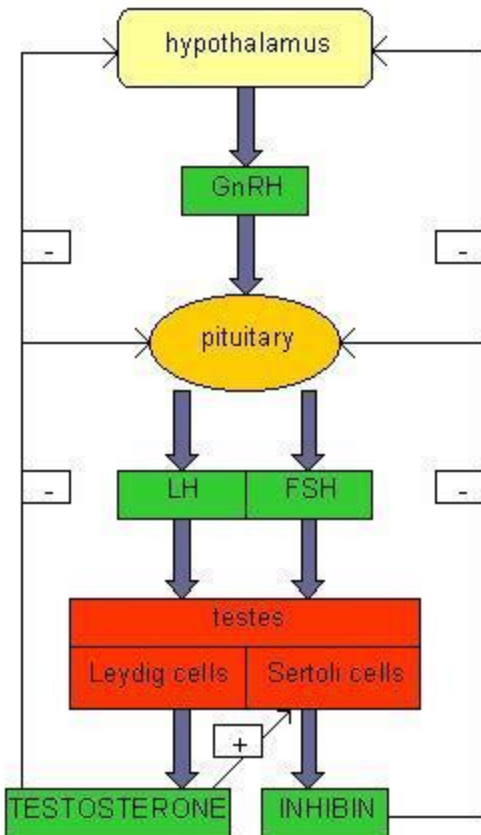 hypothalamus
GnRH
-
-
pituitary
-
-
LH FSH
testes
Leydig cells Sertoli cells
+
TESTOSTERONE INHIBIN